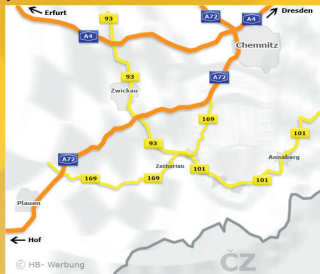 Erfurt
93
A72
A4
Dresden
A4
Chemnitz
93
A72
Zwickau
169
101
93
Zschorlau
Annaberg
A72
169
169
101
101
Plauen
Hof
CZ
© HB- Werbung